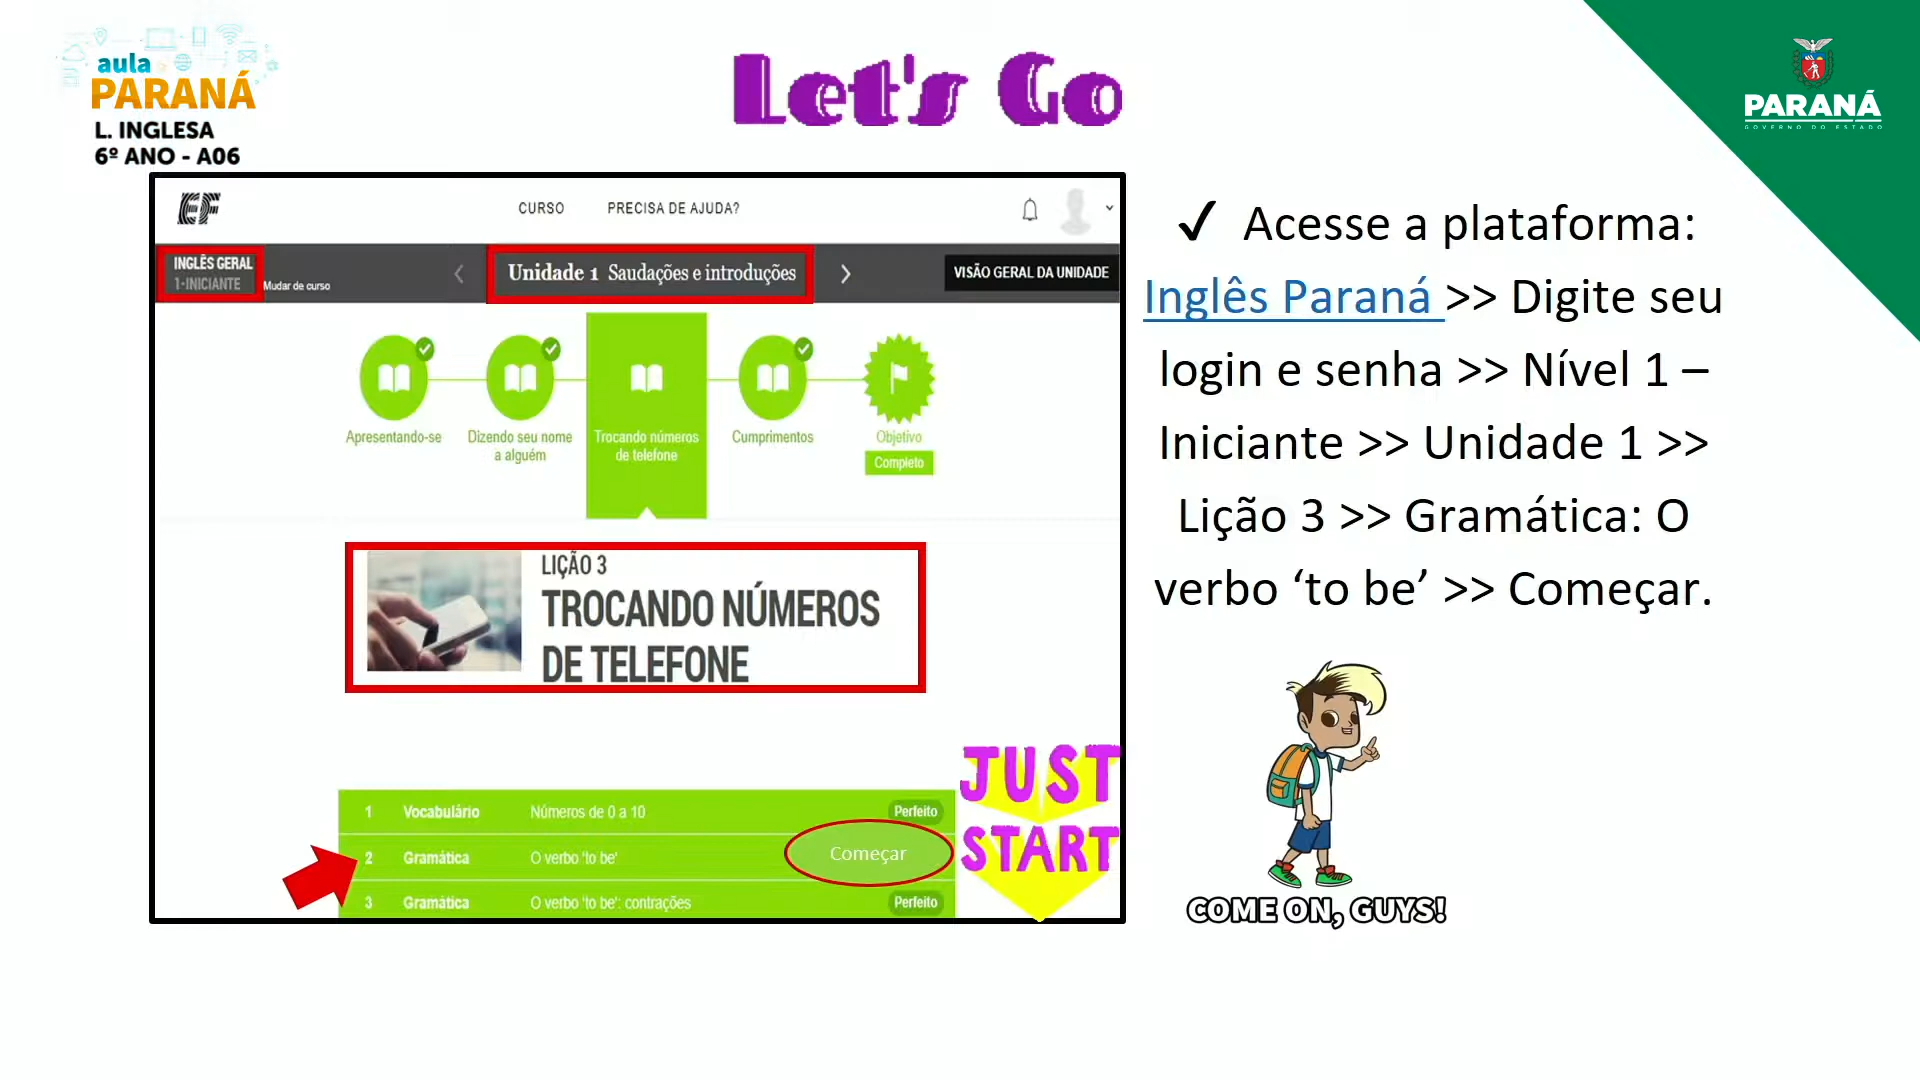 aula
PARANÁ
L. INGLESA
6º ANO - A06
Let's Go
PARANÁ
GOVERNO DO ESTADO
EF
CURSO
PRECISA DE AJUDA?
INGLÊS GERAL
1-INICIANTE
Mudar de curso
Unidade 1 Saudações e introduções
VISÃO GERAL DA UNIDADE
Apresentando-se
Dizendo seu nome
a alguém
Trocando números
de telefone
Cumprimentos
Objetivo
Completo
LIÇÃO 3
TROCANDO NÚMEROS
DE TELEFONE
1 Vocabulário Números de 0 a 10 Perfeito
2 Gramática O verbo 'to be' Começar
3 Gramática O verbo 'to be': contrações Perfeito
JUST
START
✓ Acesse a plataforma:
Inglês Paraná >> Digite seu
login e senha >> Nível 1 –
Iniciante >> Unidade 1 >>
Lição 3 >> Gramática: O
verbo ‘to be’ >> Começar.
COME ON, GUYS!